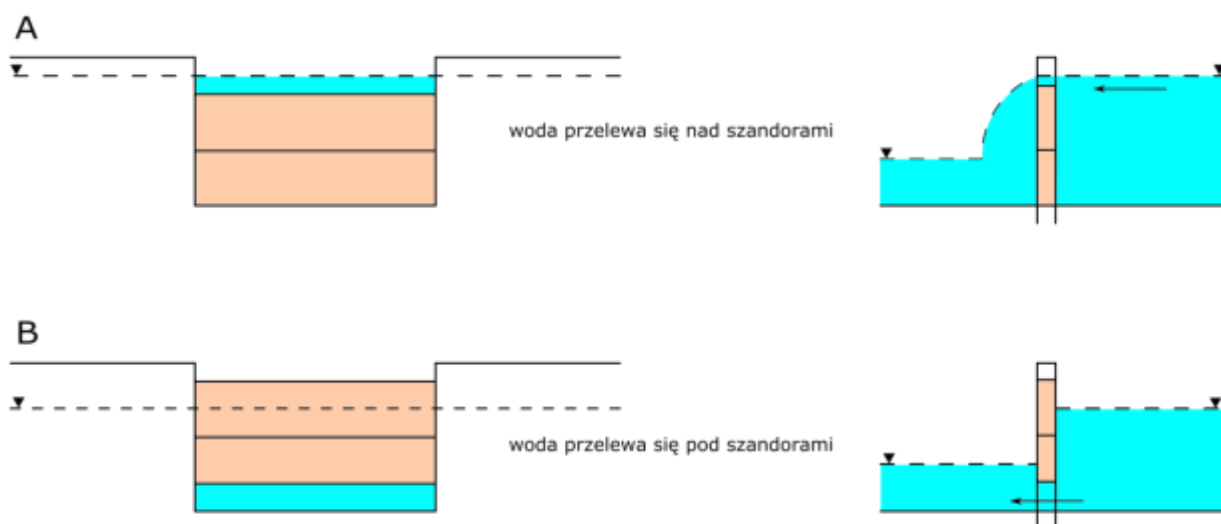 A
woda przelewa się nad szandorami
B
woda przelewa się pod szandorami